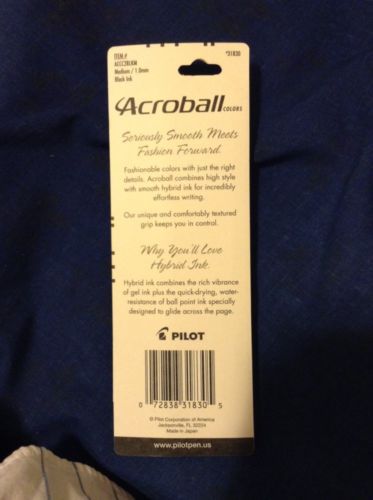 ITEM #
ACCC2BLKM
Medium / 1.0mm
Black Ink
*31830
Acroball COLORS
Seriously Smooth Meets
Fashion Forward.
Fashionable colors with just the right
details. Acroball combines high style
with smooth hybrid ink for incredibly
effortless writing.
Our unique and comfortably textured
grip keeps you in control.
Why You'll Love
Hybrid Ink.
Hybrid ink combines the rich vibrance
of gel ink plus the quick-drying, water-
resistance of ball point ink specially
designed to glide across the page.
PILOT
0 72838 31830 5
© Pilot Corporation of America
Jacksonville, FL 32224
Made in Japan
www.pilotpen.us